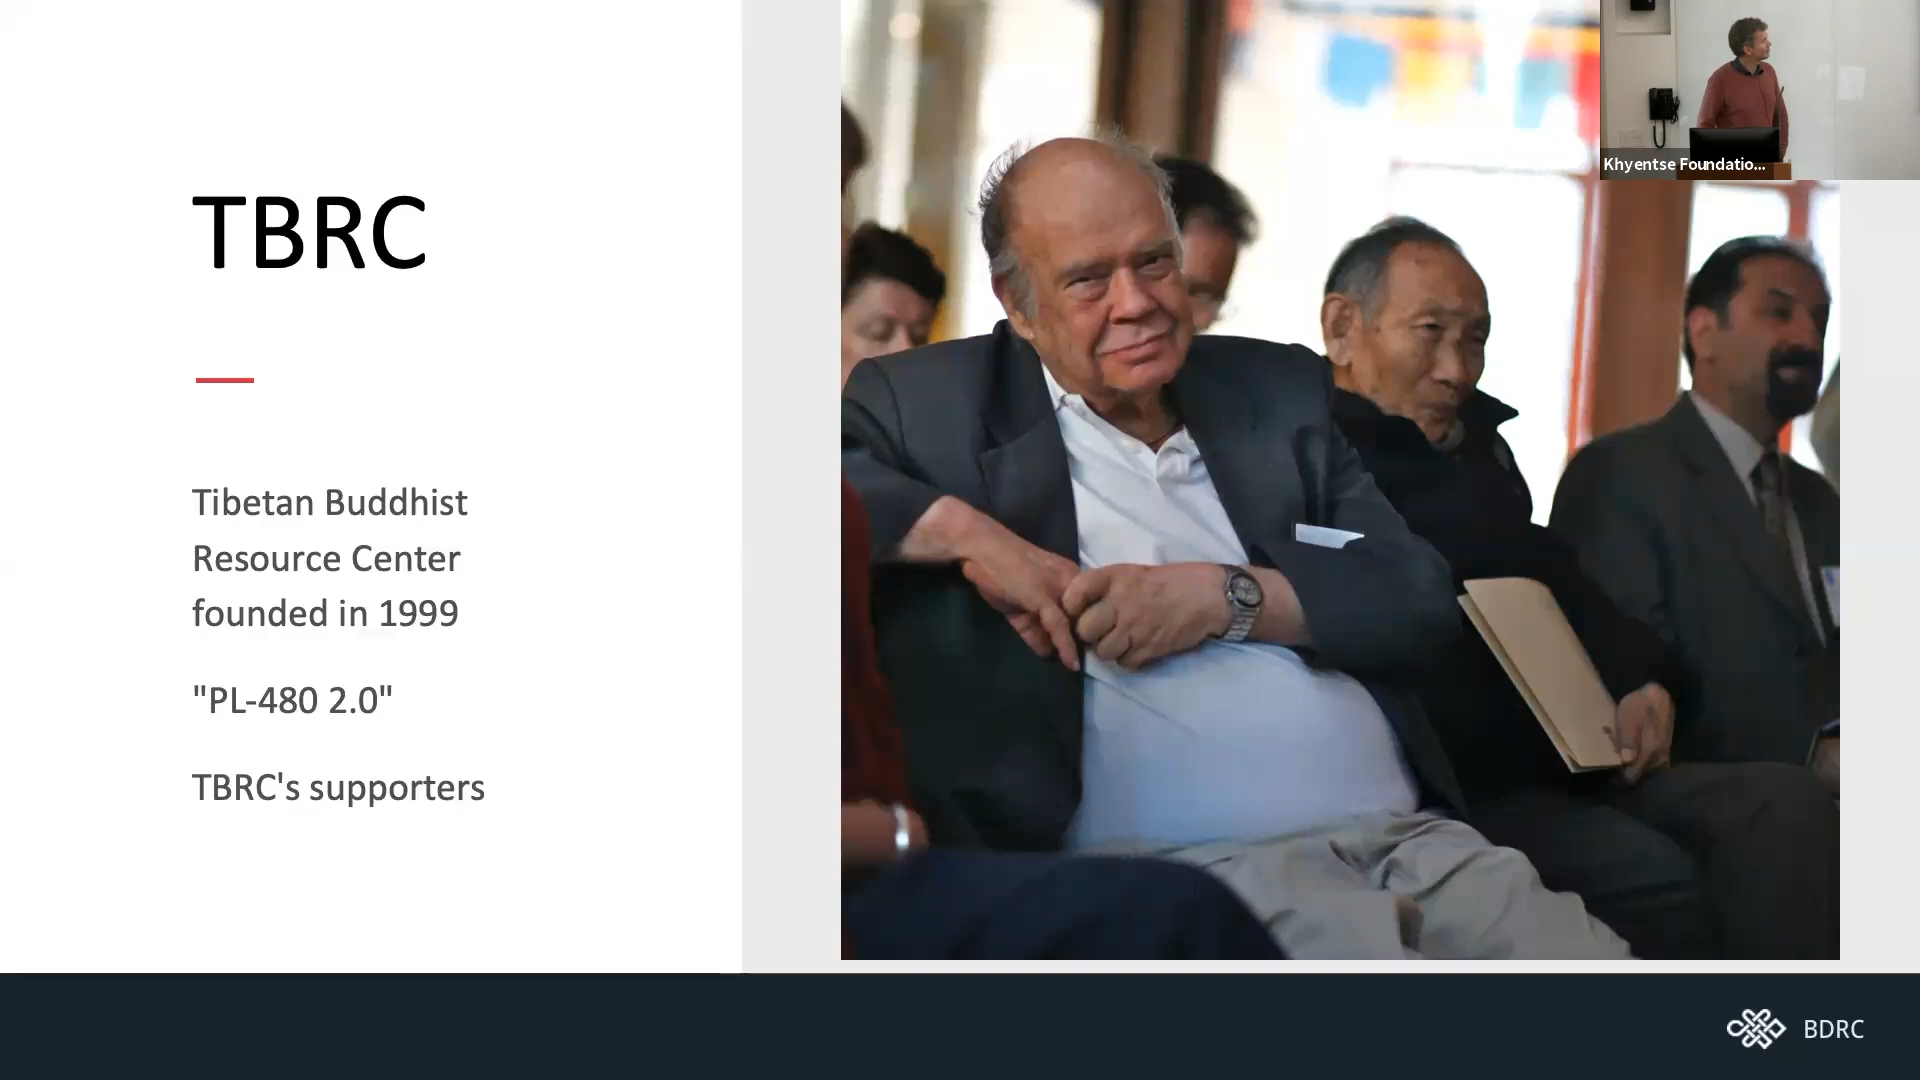 TBRC
Tibetan Buddhist
Resource Center
founded in 1999
"PL-480 2.0"
TBRC's supporters
Khyentse Foundatio...
BDRC